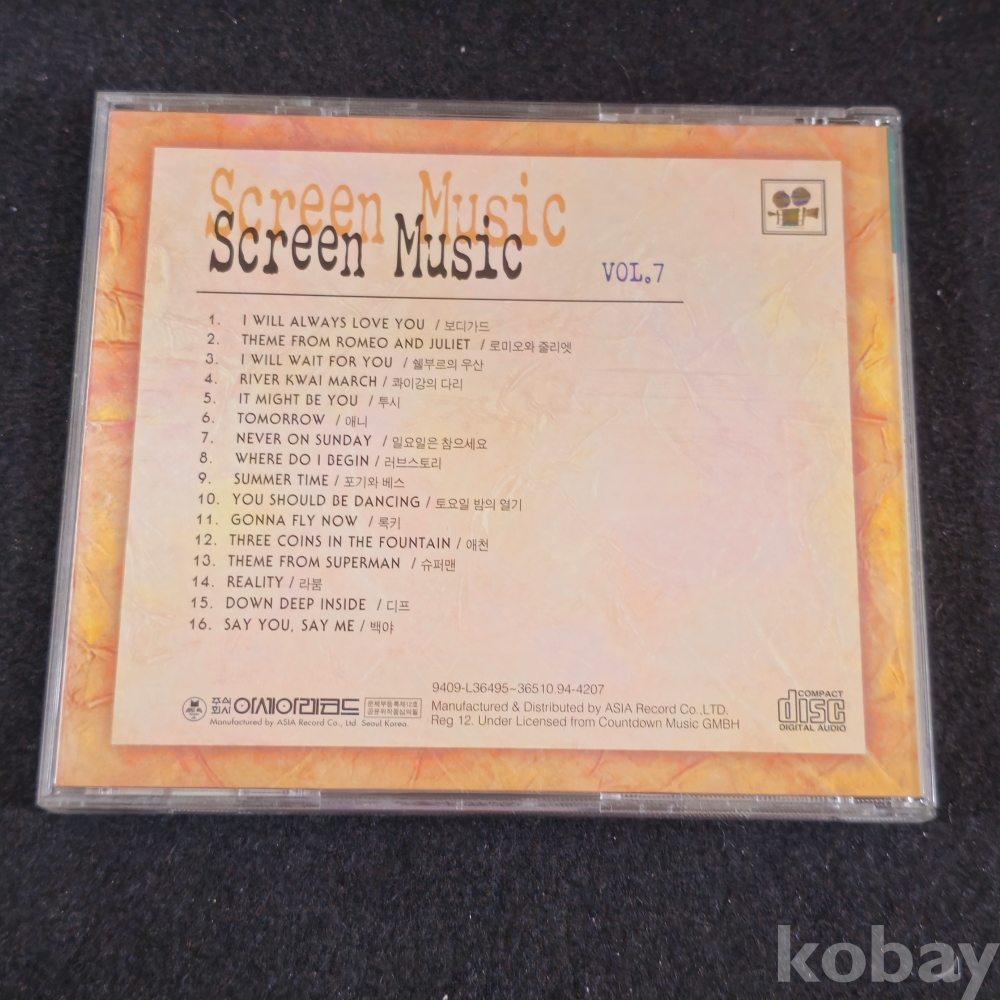 Screen Music
Screen Music
VOL.7
1. I WILL ALWAYS LOVE YOU / 보디가드
2. THEME FROM ROMEO AND JULIET / 로미오와 줄리엣
3. I WILL WAIT FOR YOU / 쉘부르의 우산
4. RIVER KWAI MARCH / 콰이강의 다리
5. IT MIGHT BE YOU / 투시
6. TOMORROW / 애니
7. NEVER ON SUNDAY / 일요일은 참으세요
8. WHERE DO I BEGIN / 러브스토리
9. SUMMER TIME / 포기와 베스
10. YOU SHOULD BE DANCING / 토요일 밤의 열기
11. GONNA FLY NOW / 록키
12. THREE COINS IN THE FOUNTAIN / 애천
13. THEME FROM SUPERMAN / 슈퍼맨
14. REALITY / 라붐
15. DOWN DEEP INSIDE / 디프
16. SAY YOU, SAY ME / 백야
9409-L36495~36510.94-4207
주식회사 아세아레코드
Manufactured by ASIA Record Co., Ltd. Seoul Korea.
Manufactured & Distributed by ASIA Record Co.,LTD.
Reg 12. Under Licensed from Countdown Music GMBH
COMPACT
disc
DIGITAL AUDIO
kobay